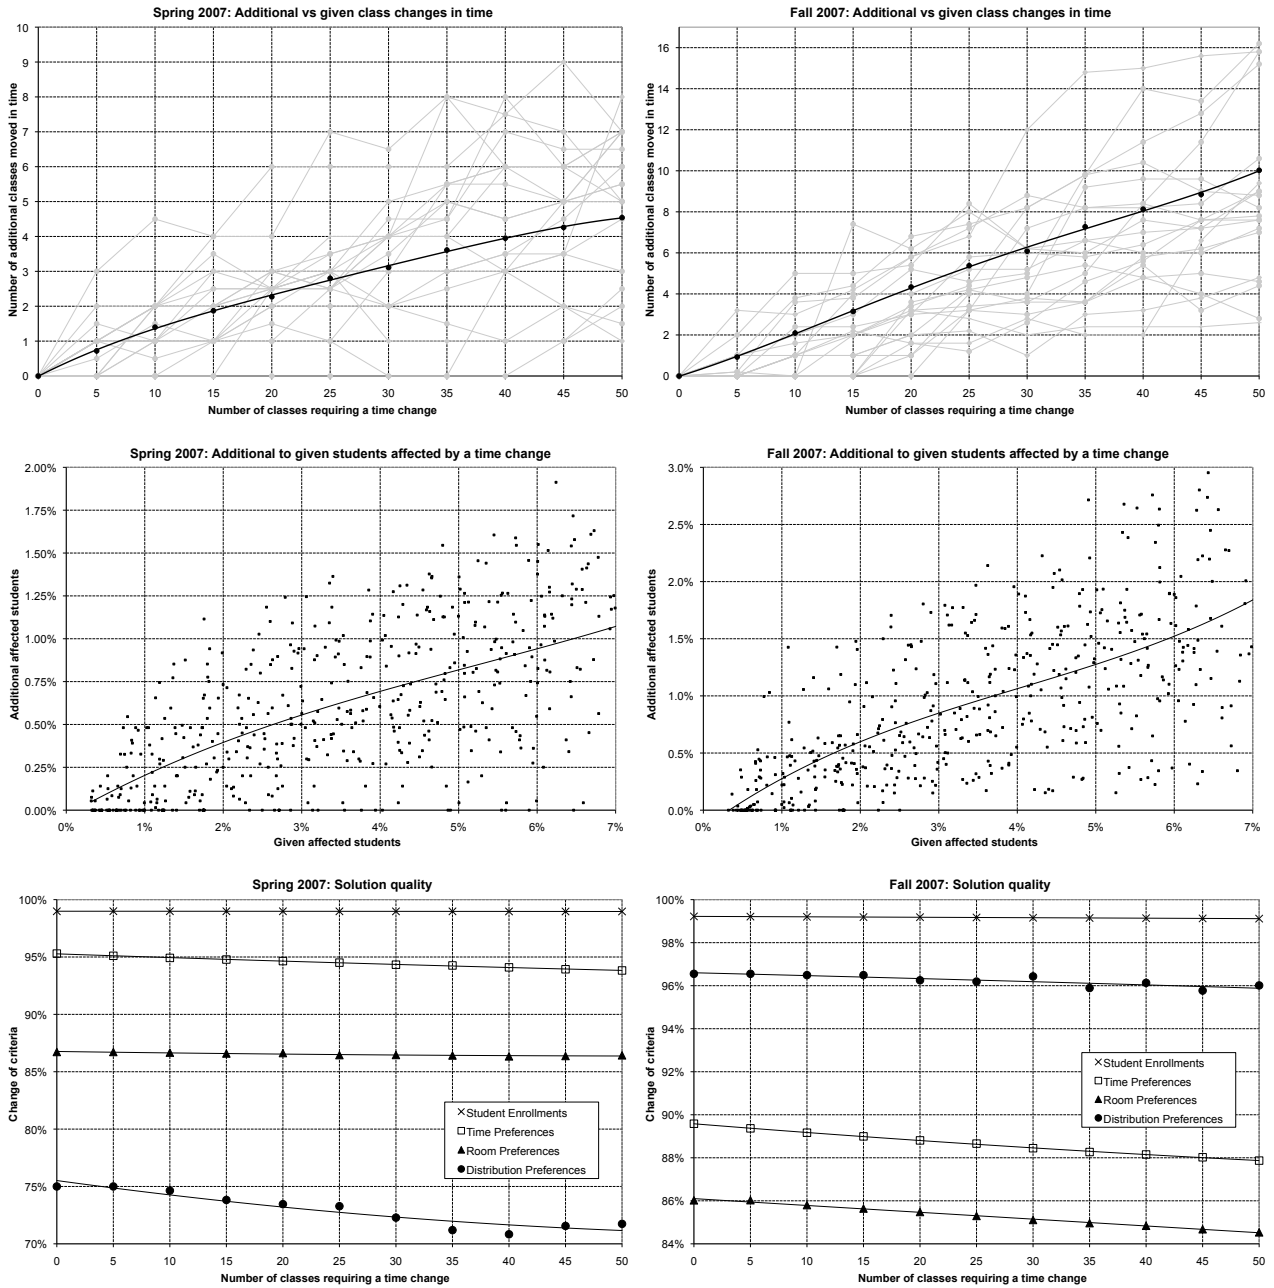 Spring 2007: Additional vs given class changes in time
10
9
8
7
6
5
4
3
2
1
0
Number of additional classes moved in time
0 5 10 15 20 25 30 35 40 45 50
Number of classes requiring a time change
Fall 2007: Additional vs given class changes in time
16
14
12
10
8
6
4
2
0
Number of additional classes moved in time
0 5 10 15 20 25 30 35 40 45 50
Number of classes requiring a time change
Spring 2007: Additional to given students affected by a time change
2.00%
1.75%
1.50%
1.25%
1.00%
0.75%
0.50%
0.25%
0.00%
Additional affected students
0% 1% 2% 3% 4% 5% 6% 7%
Given affected students
Fall 2007: Additional to given students affected by a time change
3.0%
2.5%
2.0%
1.5%
1.0%
0.5%
0.0%
Additional affected students
0% 1% 2% 3% 4% 5% 6% 7%
Given affected students
Spring 2007: Solution quality
100%
95%
90%
85%
80%
75%
70%
Change of criteria
Student Enrollments
Time Preferences
Room Preferences
Distribution Preferences
0 5 10 15 20 25 30 35 40 45 50
Number of classes requiring a time change
Fall 2007: Solution quality
100%
98%
96%
94%
92%
90%
88%
86%
84%
Change of criteria
Student Enrollments
Time Preferences
Room Preferences
Distribution Preferences
0 5 10 15 20 25 30 35 40 45 50
Number of classes requiring a time change